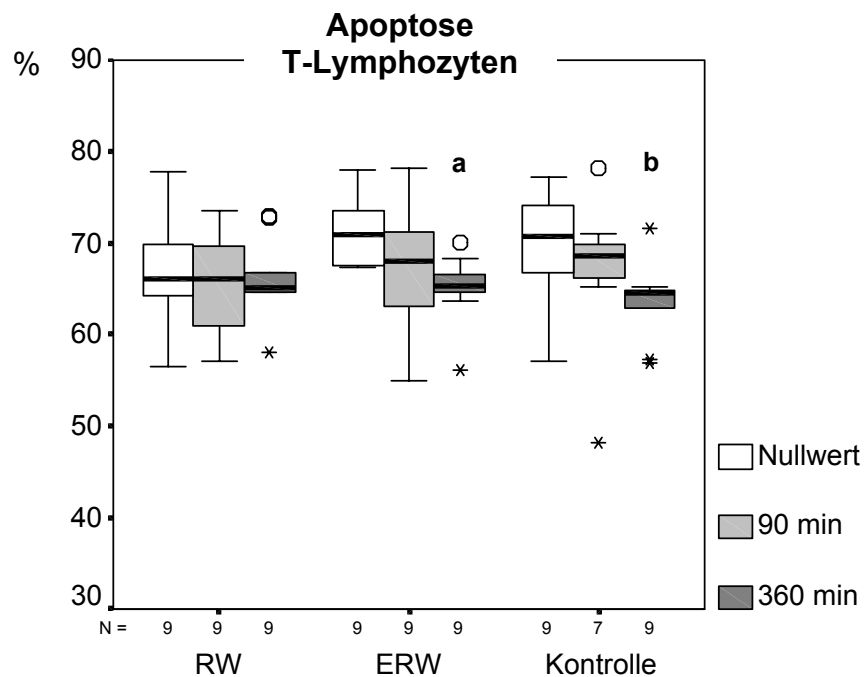 Apoptose
T-Lymphozyten
%
90
80
70
60
50
40
30
a
b
N = 9 9 9 9 9 9 9 7 9
RW ERW Kontrolle
Nullwert
90 min
360 min